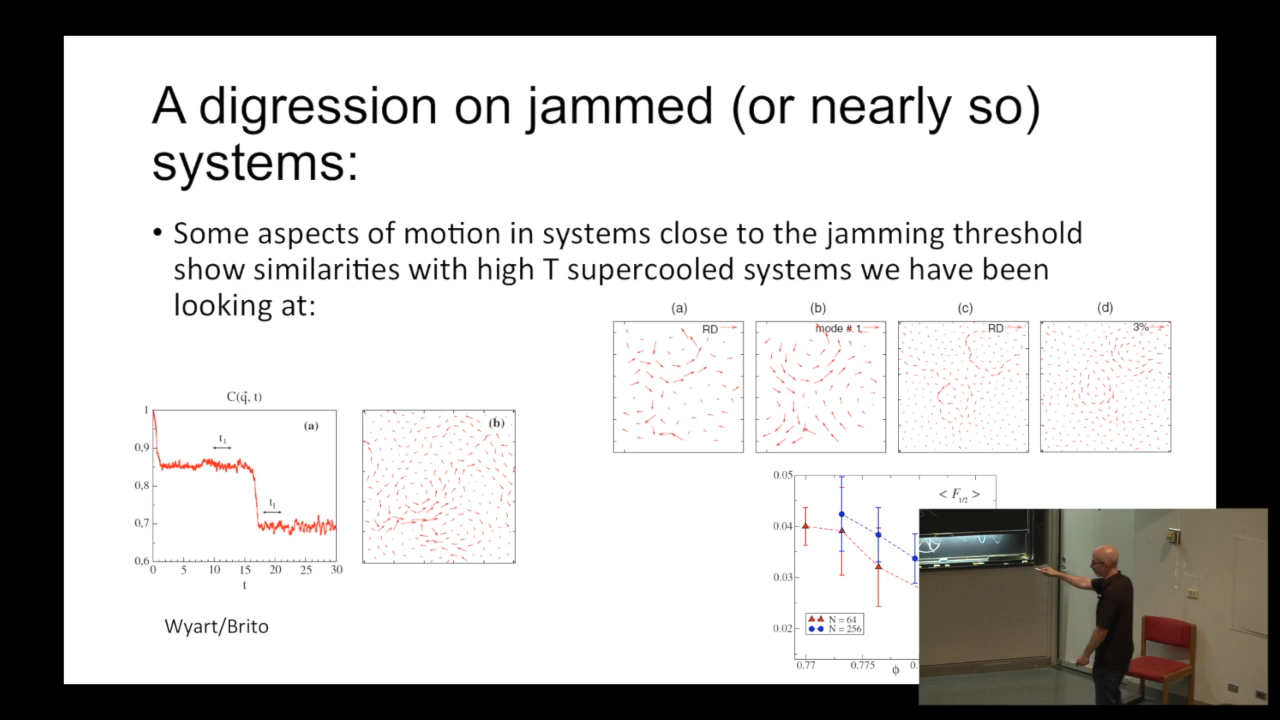 A digression on jammed (or nearly so)
systems:
• Some aspects of motion in systems close to the jamming threshold
show similarities with high T supercooled systems we have been
looking at:
(a) (b) (c) (d)
RD mode # 1 RD 3%
C(q⃗, t)
1
0,9
0,8
0,7
0,6
(a)
t₁
t₁
0 5 10 15 20 25 30
t
(b)
0.05
0.04
0.03
0.02
< F1/2 >
N = 64
N = 256
0.77 0.775 0.
ϕ
Wyart/Brito